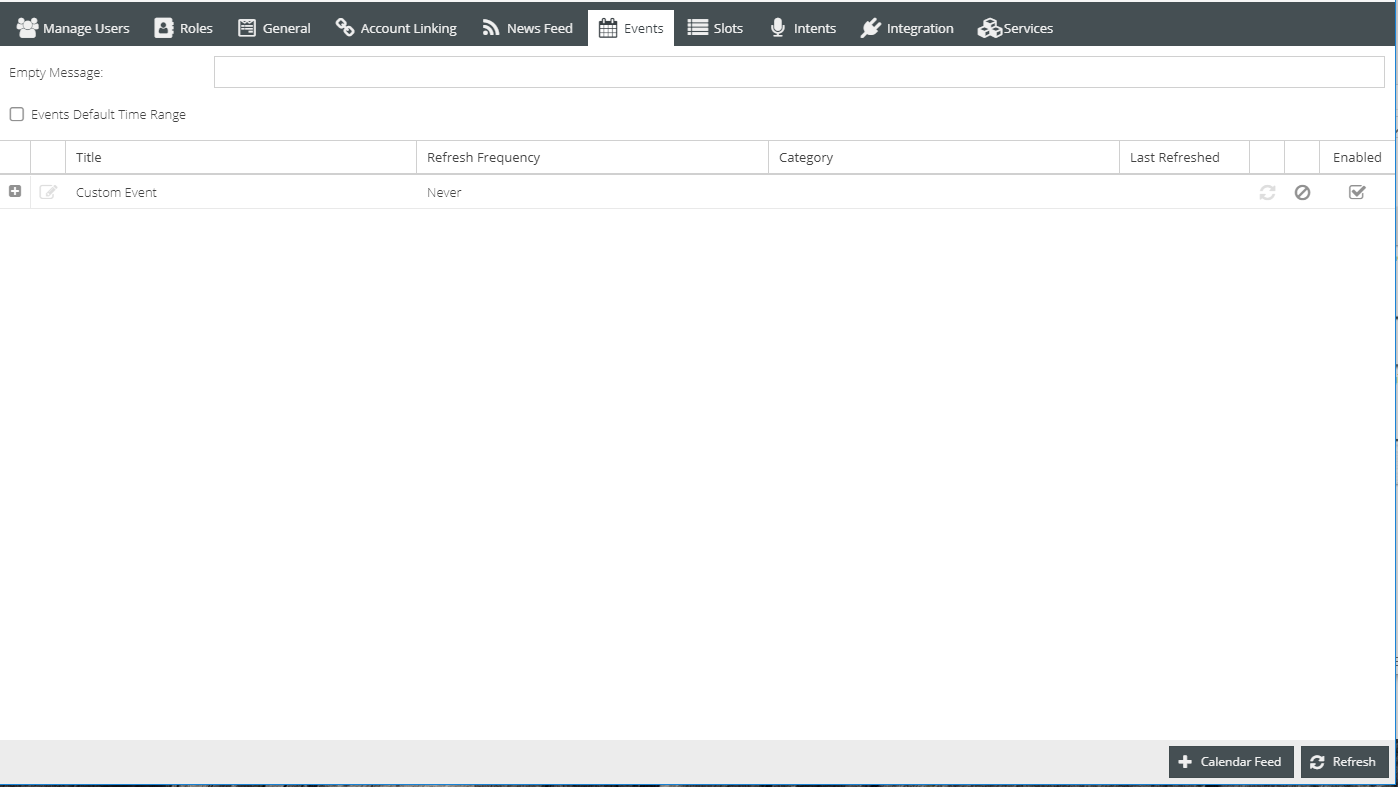 Manage Users Roles General Account Linking News Feed Events Slots Intents Integration Services
Empty Message:
Events Default Time Range
Title Refresh Frequency Category Last Refreshed Enabled
Custom Event Never
Calendar Feed Refresh